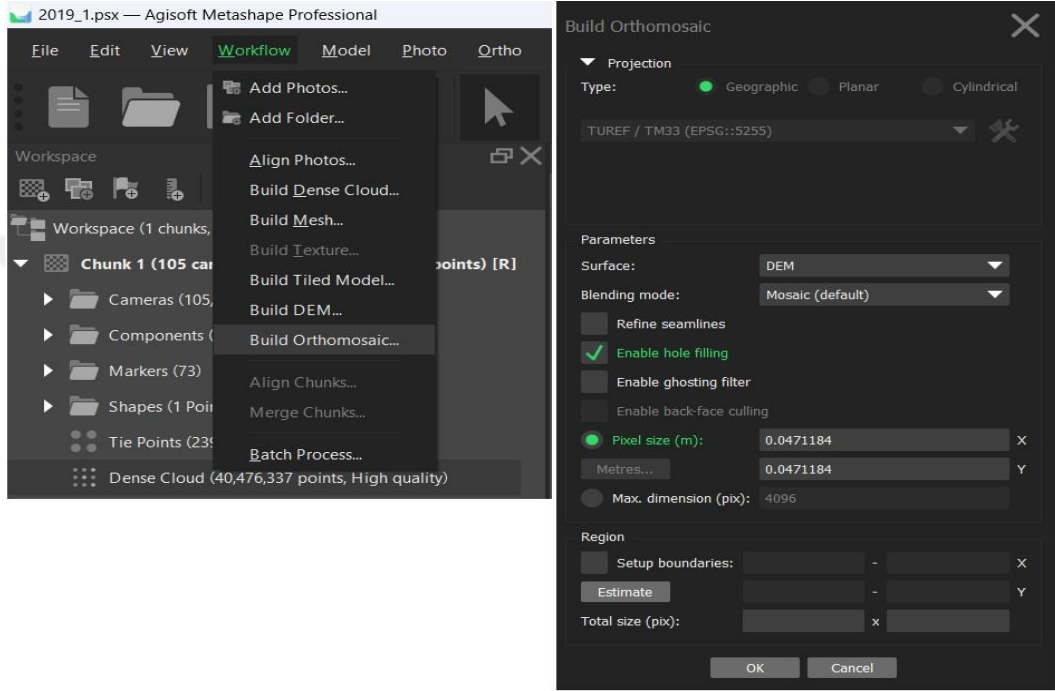 2019_1.psx — Agisoft Metashape Professional
File Edit View Workflow Model Photo Ortho
Add Photos...
Add Folder...
Workspace
Align Photos...
Build Dense Cloud...
Build Mesh...
Workspace (1 chunks,
Build Texture...
Chunk 1 (105 ca points) [R]
Build Tiled Model...
Cameras (105,
Build DEM...
Components (
Build Orthomosaic...
Markers (73)
Align Chunks...
Shapes (1 Poi
Merge Chunks...
Tie Points (239
Batch Process...
Dense Cloud (40,476,337 points, High quality)
Build Orthomosaic
Projection
Type: Geographic Planar Cylindrical
TUREF / TM33 (EPSG::5255)
Parameters
Surface: DEM
Blending mode: Mosaic (default)
Refine seamlines
Enable hole filling
Enable ghosting filter
Enable back-face culling
Pixel size (m): 0.0471184 X
Metres... 0.0471184 Y
Max. dimension (pix): 4096
Region
Setup boundaries: - X
Estimate - Y
Total size (pix): x
OK Cancel